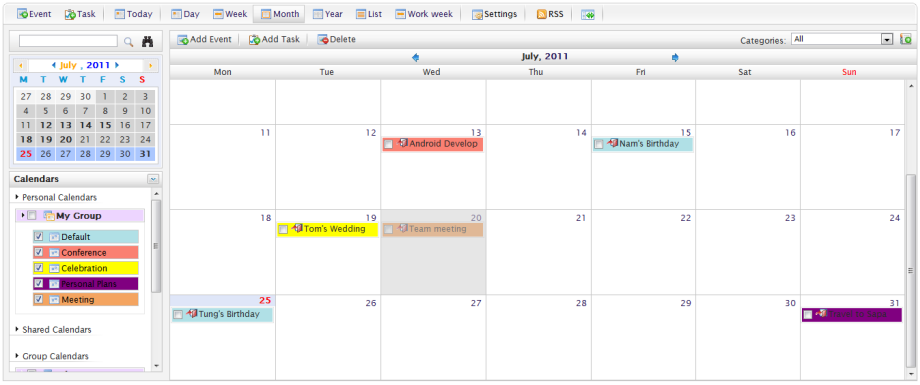 Event Task Today Day Week Month Year List Work week Settings RSS
Add Event Add Task Delete Categories: All
July, 2011
July , 2011
M T W T F S S
Mon Tue Wed Thu Fri Sat Sun
27 28 29 30 1 2 3
4 5 6 7 8 9 10
11 12 13 14 15 16 17
18 19 20 21 22 23 24
25 26 27 28 29 30 31
Calendars
Personal Calendars
My Group
Default
Conference
Celebration
Personal Plans
Meeting
Shared Calendars
Group Calendars
11 12 13 14 15 16 17
Android Develop Nam's Birthday
18 19 20 21 22 23 24
Tom's Wedding Team meeting
25 26 27 28 29 30 31
Tung's Birthday